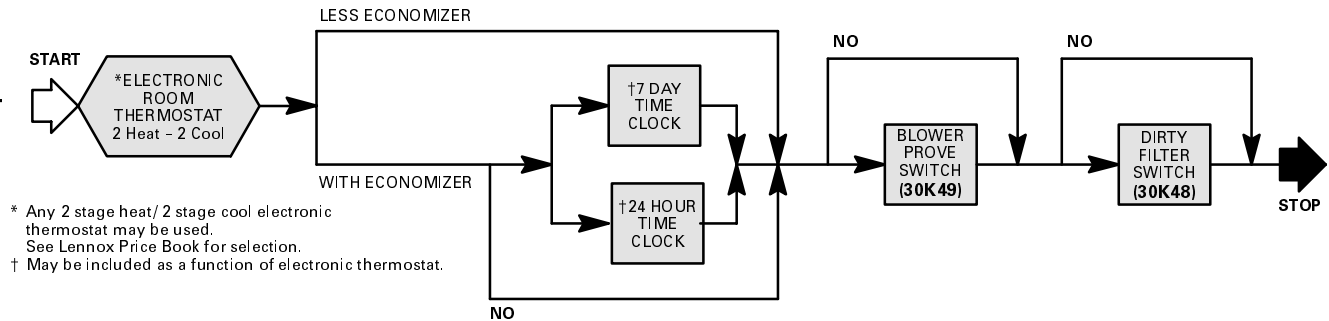 LESS ECONOMIZER
START
*ELECTRONIC
ROOM
THERMOSTAT
2 Heat – 2 Cool
†7 DAY
TIME
CLOCK
WITH ECONOMIZER
†24 HOUR
TIME
CLOCK
NO
NO
BLOWER
PROVE
SWITCH
(30K49)
NO
DIRTY
FILTER
SWITCH
(30K48)
STOP
* Any 2 stage heat/ 2 stage cool electronic
thermostat may be used.
See Lennox Price Book for selection.
† May be included as a function of electronic thermostat.